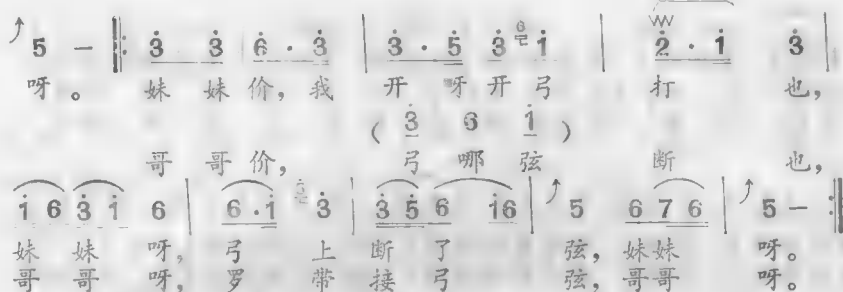 5 — 3 3 6 · 3 3 · 5 3 6 1 2 · 1 3
呀。 妹 妹 价， 我 开 呀 开 弓 打 也，
( 3 6 1 )
哥 哥 价， 弓 哪 弦 断 也，
1 6 3 1 6 6 · 1 3 3 5 6 16 5 6 7 6 5 —
妹 妹 呀， 弓 上 断 了 弦， 妹妹 呀。
哥 哥 呀， 罗 带 接 弓 弦， 哥哥 呀。